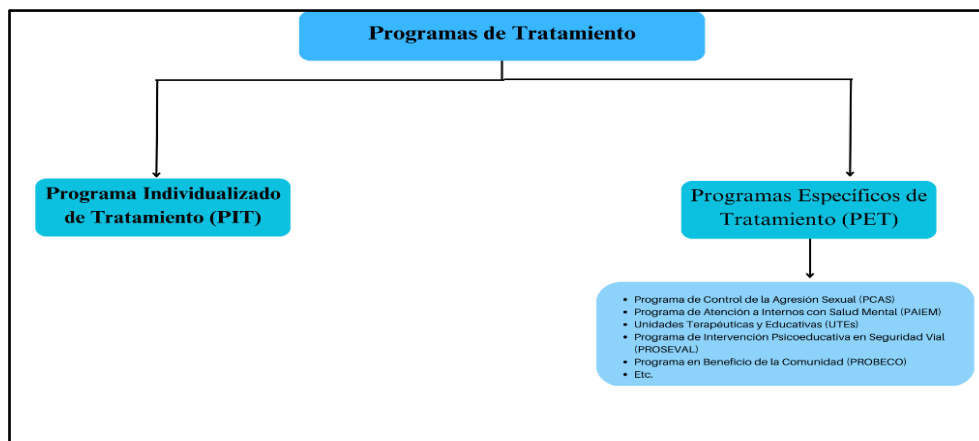 Programas de Tratamiento
Programa Individualizado
de Tratamiento (PIT)
Programas Específicos de
Tratamiento (PET)
• Programa de Control de la Agresión Sexual (PCAS)
• Programa de Atención a Internos con Salud Mental (PAIEM)
• Unidades Terapéuticas y Educativas (UTEs)
• Programa de Intervención Psicoeducativa en Seguridad Vial
(PROSEVAL)
• Programa en Beneficio de la Comunidad (PROBECO)
• Etc.